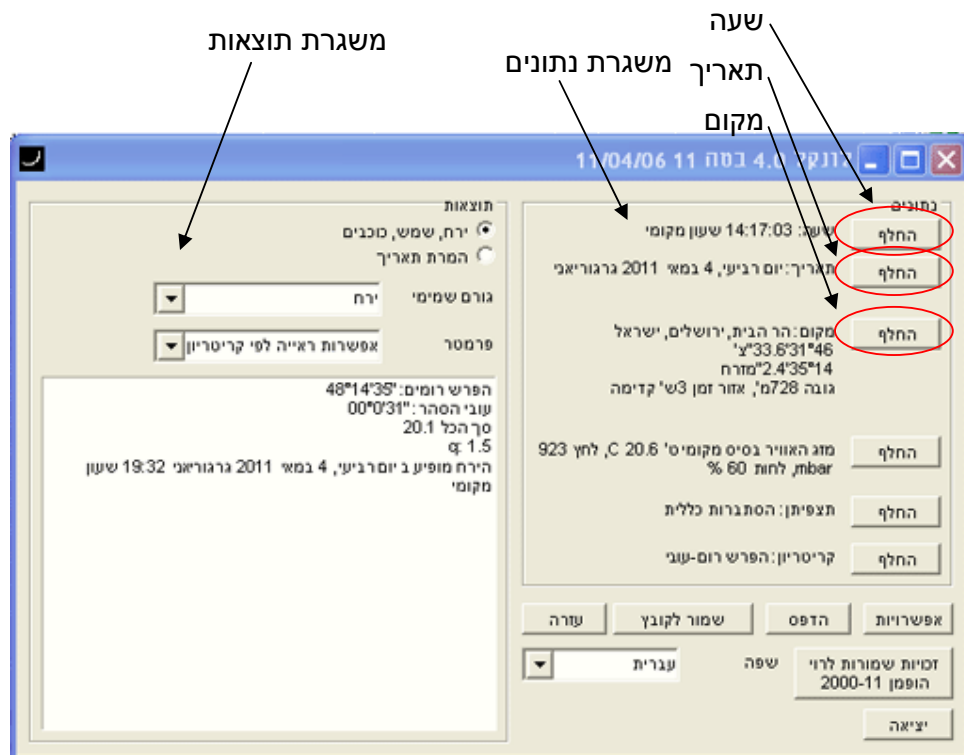 שעה
משגרת תוצאות
משגרת נתונים
תאריך
מקום
4.0 בטה 11 11/04/06
נתונים
החלף
שעה: 14:17:03 שעון מקומי
החלף
תאריך: יום רביעי, 4 במאי 2011 גרגוריאני
החלף
מקום: הר הבית, ירושלים, ישראל
46"31°33.6'צ'
14"35°2.4"מזרח
גובה 728מ', אזור זמן 3ש' קדימה
החלף
מזג האוויר בסיס מקומי ט' 20.6 C, לחץ 923
mbar, לחות 60 %
החלף
תצפיתן: הסתברות כללית
החלף
קריטריון: הפרש רום-עובי
אפשרויות
הדפס
שמור לקובץ
עזרה
זכויות שמורות לרוי
הופמן 2000-11
שפה
עברית
יציאה
תוצאות
ירח, שמש, כוכבים
המרת תאריך
גורם שמימי
ירח
פרמטר
אפשרות ראייה לפי קריטריון
הפרש רומים: 48°14'35"
עובי הסהר: 00°0'31"
סך הכל 20.1
q: 1.5
הירח מופיע ב יום רביעי, 4 במאי 2011 גרגוריאני 19:32 שעון
מקומי